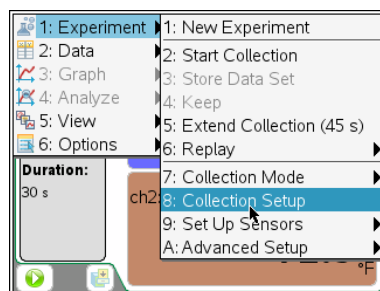 1: Experiment
2: Data
3: Graph
4: Analyze
5: View
6: Options
1: New Experiment
2: Start Collection
3: Store Data Set
4: Keep
5: Extend Collection (45 s)
6: Replay
7: Collection Mode
8: Collection Setup
9: Set Up Sensors
A: Advanced Setup
Duration:
30 s
ch2:
°F